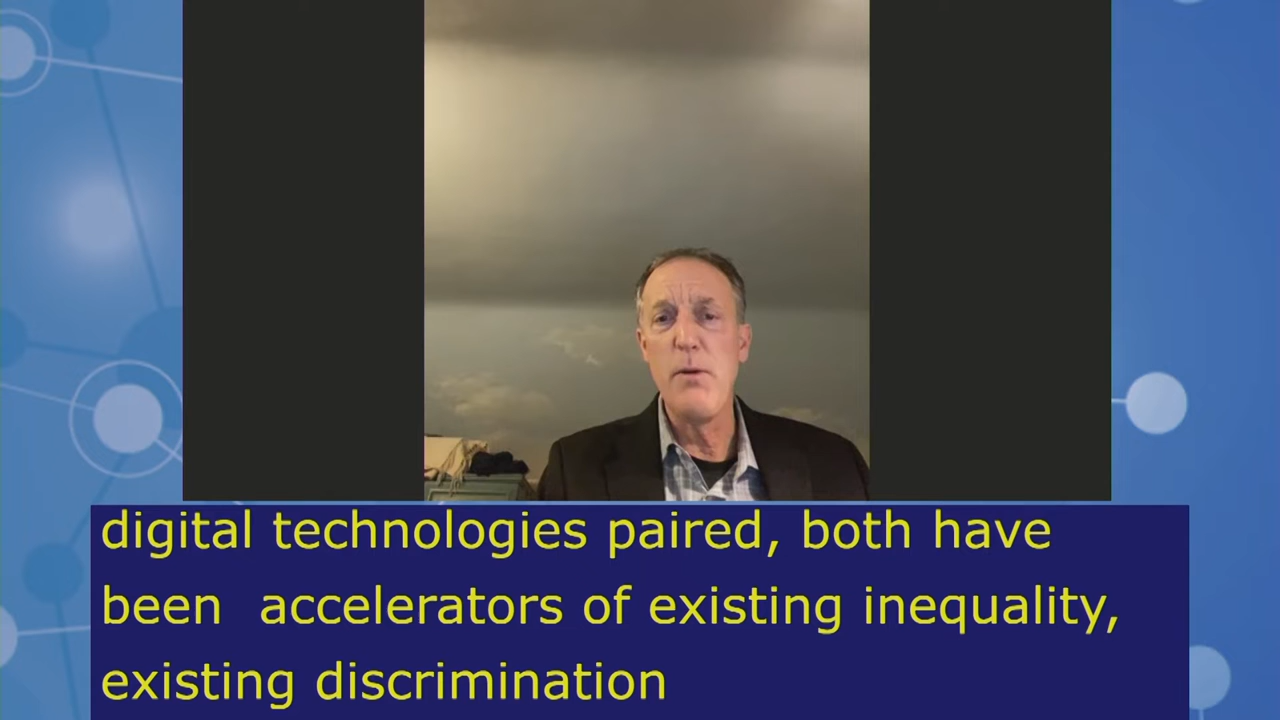 digital technologies paired, both have
been  accelerators of existing inequality,
existing discrimination